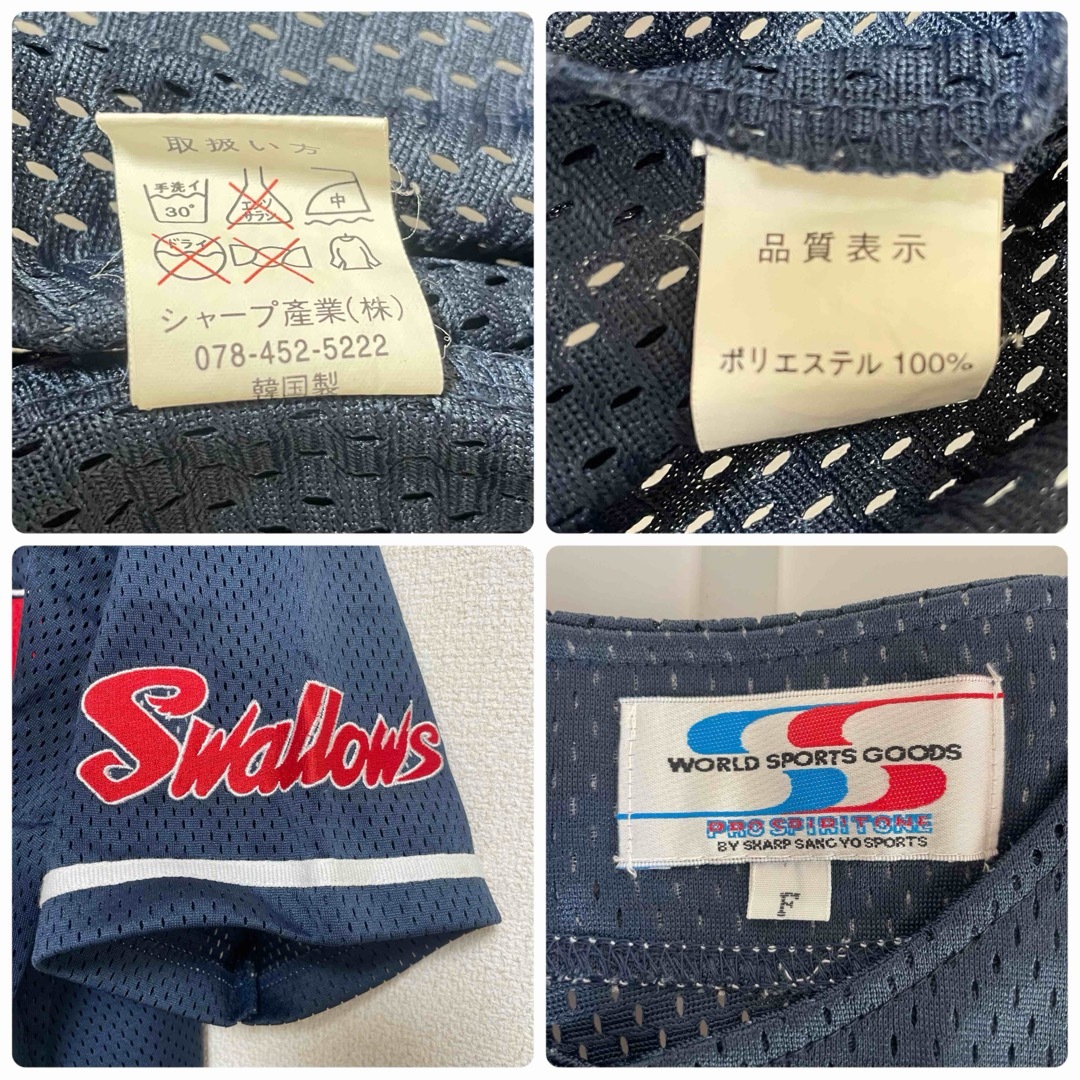 取扱い方
手洗イ
30°
エンソ
サラシ
中
ドライ
シャープ産業(株)
078-452-5222
韓国製
品質表示
ポリエステル 100%
Swallows
WORLD SPORTS GOODS
PRO SPIRITONE
BY SHARP SANGYO SPORTS
F